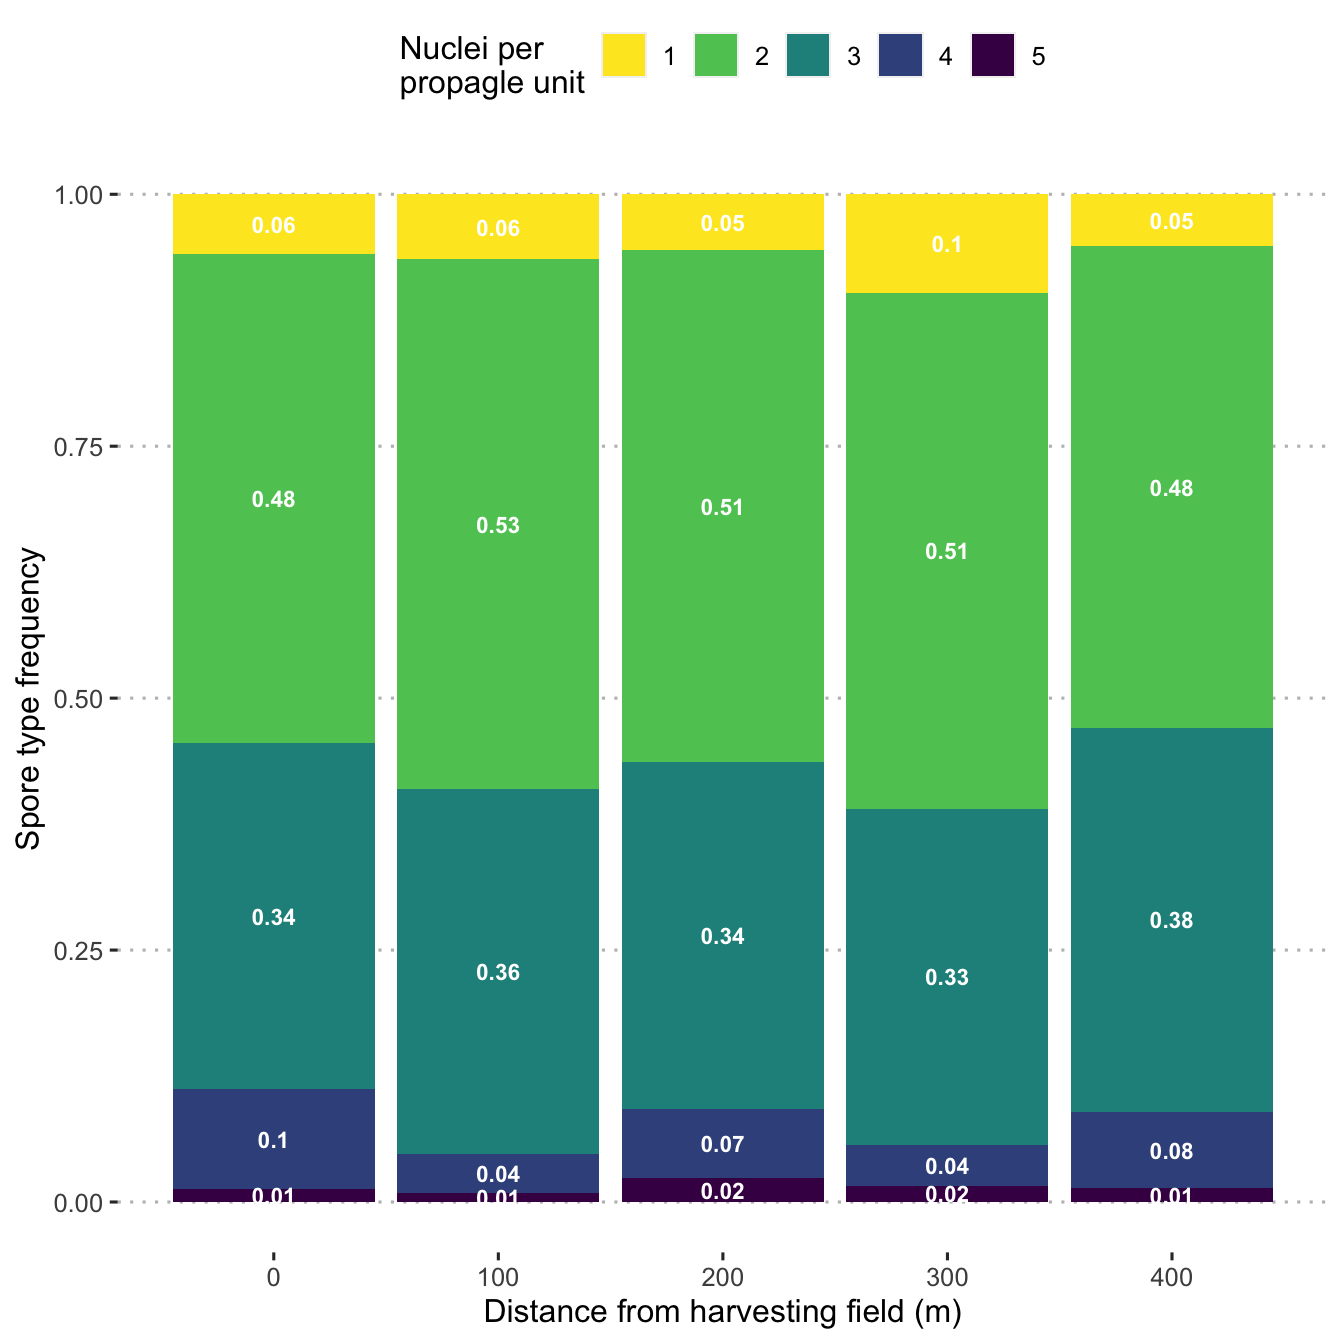 Nuclei per
propagle unit
1 2 3 4 5
1.00
0.75
0.50
0.25
0.00
Spore type frequency
0.06 0.06 0.05 0.1 0.05
0.48 0.53 0.51 0.51 0.48
0.34 0.36 0.34 0.33 0.38
0.1 0.04 0.07 0.04 0.08
0.01 0.01 0.02 0.02 0.01
0 100 200 300 400
Distance from harvesting field (m)